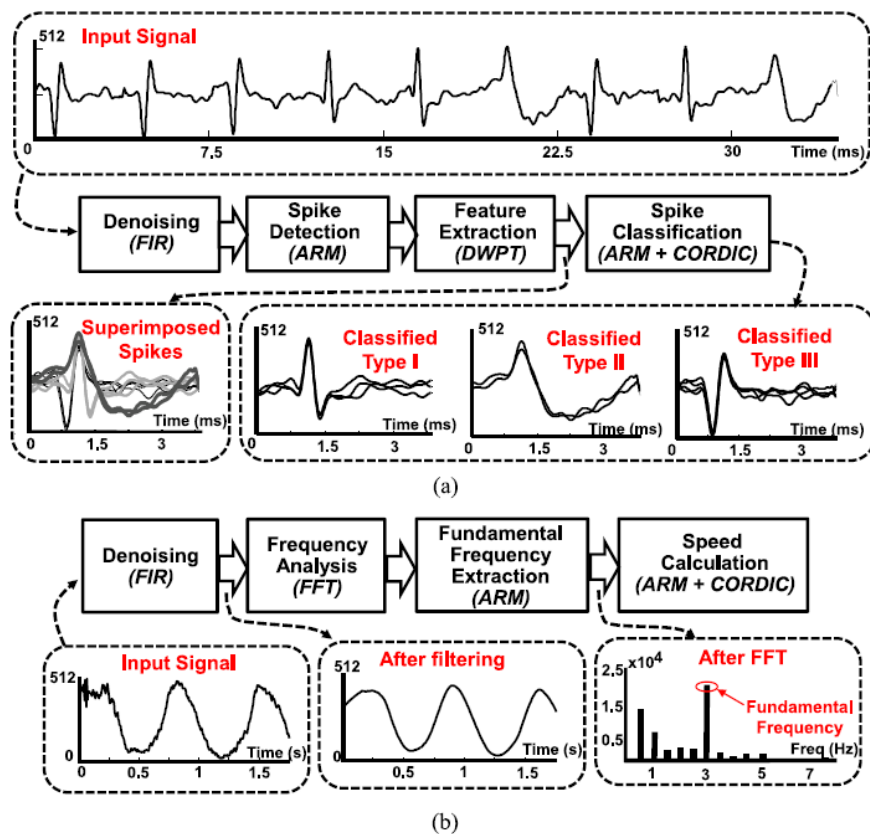 512
Input Signal
0
7.5
15
22.5
30
Time (ms)
Denoising
(FIR)
Spike
Detection
(ARM)
Feature
Extraction
(DWPT)
Spike
Classification
(ARM + CORDIC)
512
Superimposed
Spikes
Time (ms)
0
1.5
3
512
Classified
Type I
Time (ms)
0
1.5
3
512
Classified
Type II
Time (ms)
0
1.5
3
512
Classified
Type III
Time (ms)
0
1.5
3
(a)
Denoising
(FIR)
Frequency
Analysis
(FFT)
Fundamental
Frequency
Extraction
(ARM)
Speed
Calculation
(ARM + CORDIC)
512
Input Signal
Time (s)
0
0
0.5
1
1.5
512
After filtering
Time (s)
0
0.5
1
1.5
2.5
x10⁴
After FFT
1.5
Fundamental
Frequency
0.5
Freq (Hz)
1
3
5
7
(b)